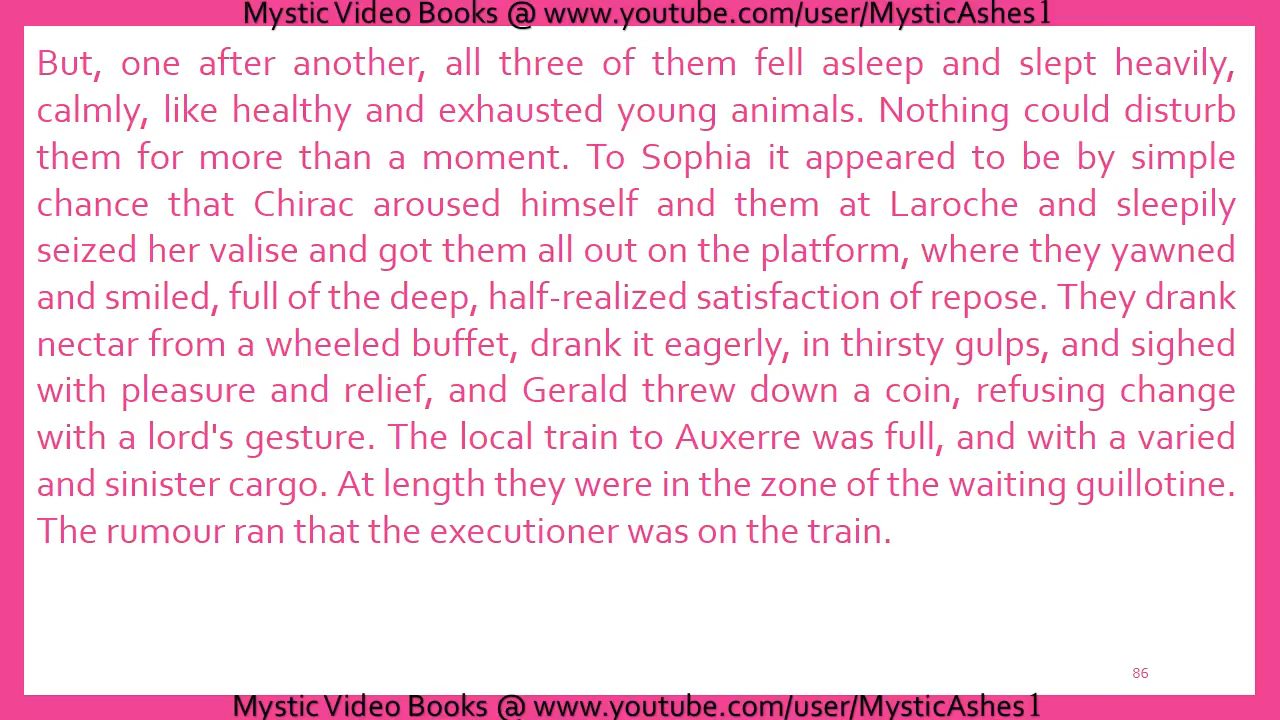 Mystic Video Books @ www.youtube.com/user/MysticAshes1
But, one after another, all three of them fell asleep and slept heavily,
calmly, like healthy and exhausted young animals. Nothing could disturb
them for more than a moment. To Sophia it appeared to be by simple
chance that Chirac aroused himself and them at Laroche and sleepily
seized her valise and got them all out on the platform, where they yawned
and smiled, full of the deep, half-realized satisfaction of repose. They drank
nectar from a wheeled buffet, drank it eagerly, in thirsty gulps, and sighed
with pleasure and relief, and Gerald threw down a coin, refusing change
with a lord's gesture. The local train to Auxerre was full, and with a varied
and sinister cargo. At length they were in the zone of the waiting guillotine.
The rumour ran that the executioner was on the train.
86
Mystic Video Books @ www.youtube.com/user/MysticAshes1